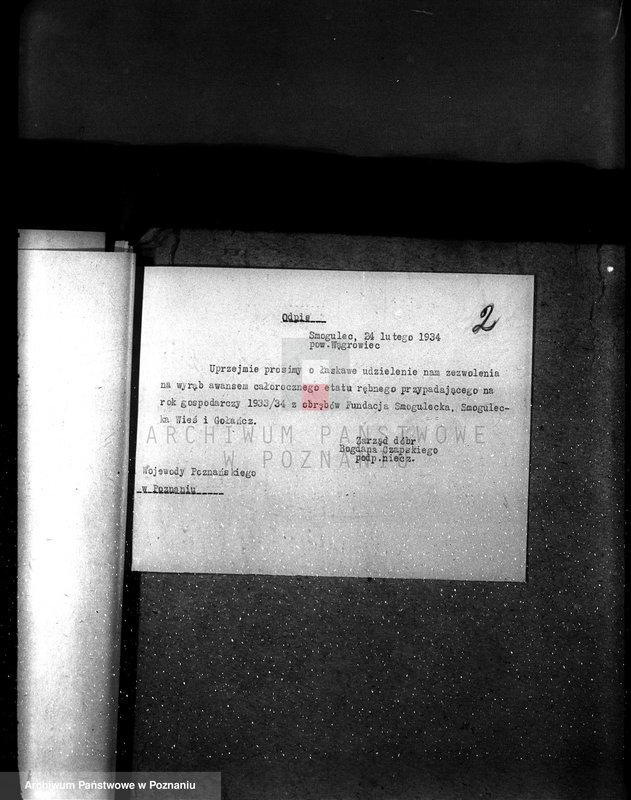 2
Odpis
Smogulec, 24 lutego 1934
pow.Wągrowiec
Uprzejmie prosimy o łaskawe udzielenie nam zezwolenia
na wyrąb awansem całorocznego etatu rębnego przypadającego na
rok gospodarczy 1933/34 z obrębów Fundacja Smogulecka, Smogulec-
ka Wieś i Gołańcz.
ARCHIWUM PAŃSTWOWE
W POZNANIU
Zarząd dóbr
Bogdana Czapskiego
podp.niecz.
Wojewody Poznańskiego
w Poznaniu
Archiwum Państwowe w Poznaniu